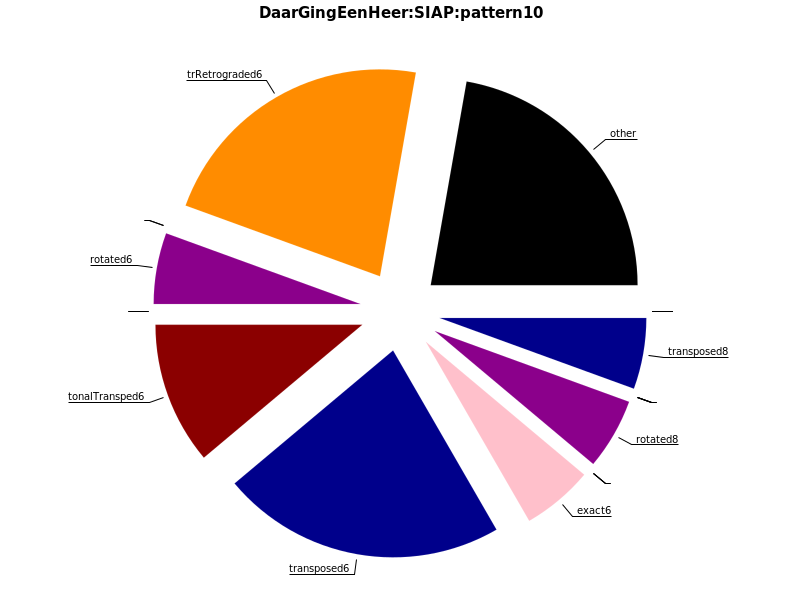 DaarGingEenHeer:SIAP:pattern10
trRetrograded6
other
rotated6
transposed8
tonalTransped6
rotated8
exact6
transposed6